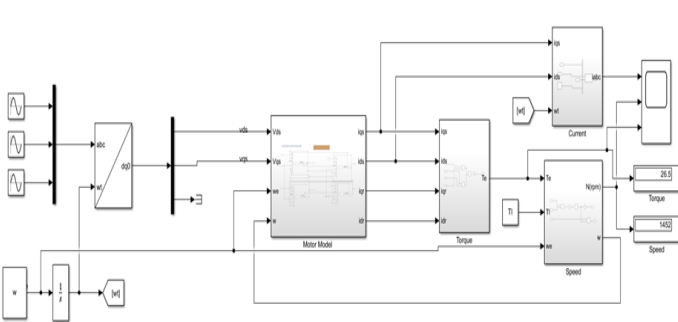 iqs
ids
iabc
wt
[wt]
Current
abc
dq0
wt
vds
Vds
iqs
vqs
Vqs
ids
we
iqr
w
idr
Motor Model
iqs
ids
iqr
idr
Te
Torque
Te
N(rpm)
Tl
Tl
we
w
Speed
26.5
Torque
1452
Speed
w
1
s
[wt]